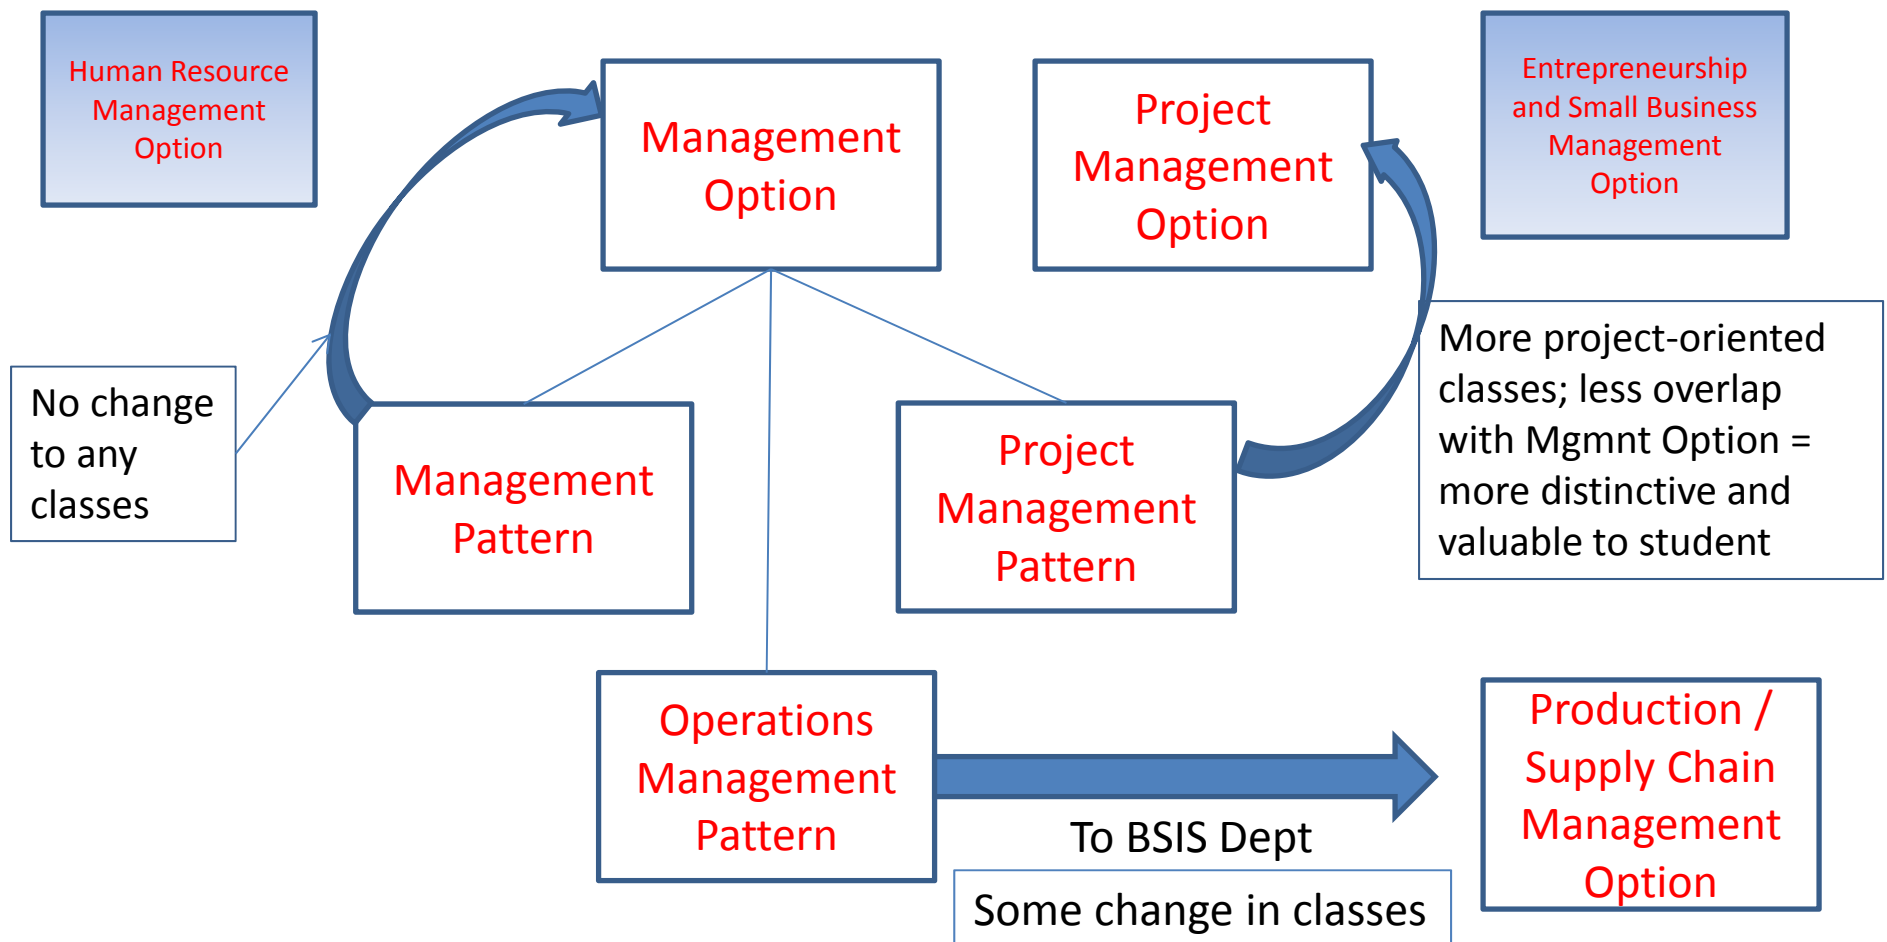 Human Resource
Management
Option
Management
Option
Project
Management
Option
Entrepreneurship
and Small Business
Management
Option
No change
to any
classes
Management
Pattern
Project
Management
Pattern
More project-oriented
classes; less overlap
with Mgmnt Option =
more distinctive and
valuable to student
Operations
Management
Pattern
To BSIS Dept
Some change in classes
Production /
Supply Chain
Management
Option